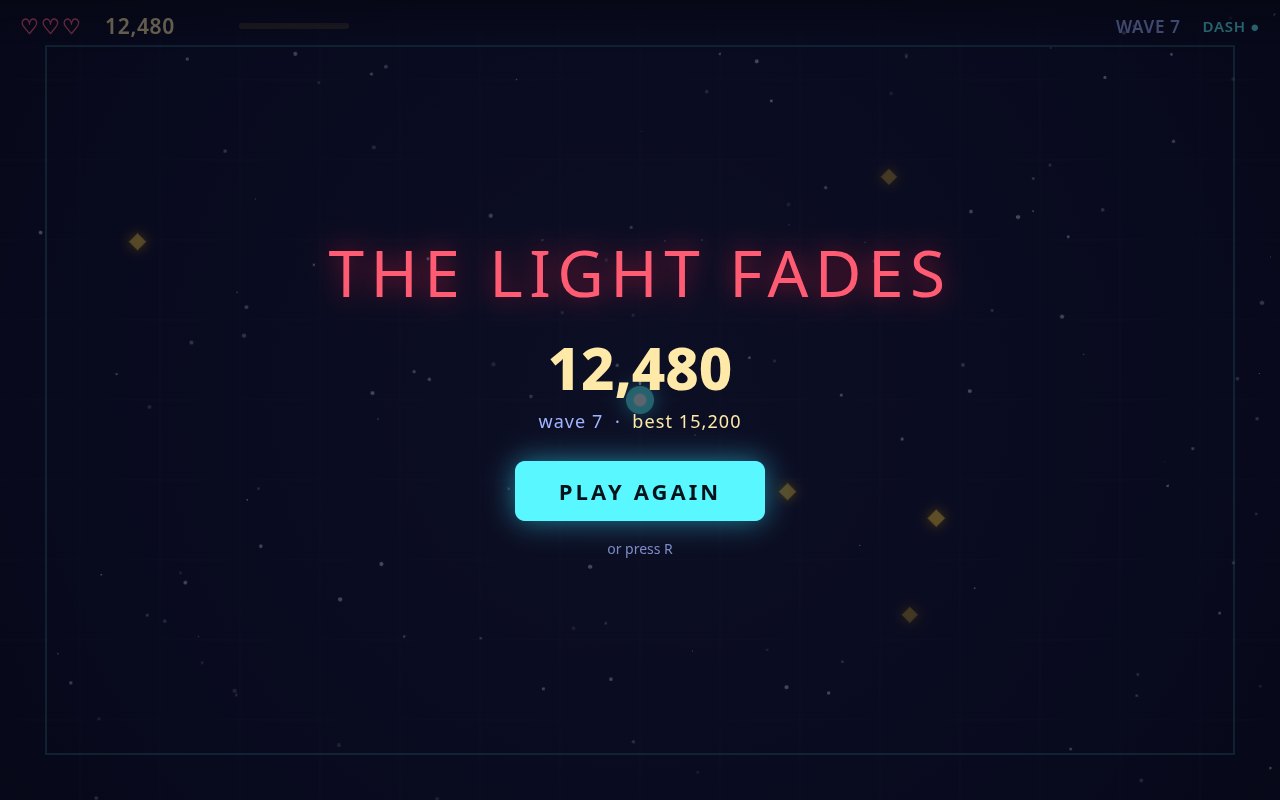 ♡♡♡ 12,480 WAVE 7 DASH ●
THE LIGHT FADES
12,480
wave 7 · best 15,200
PLAY AGAIN
or press R